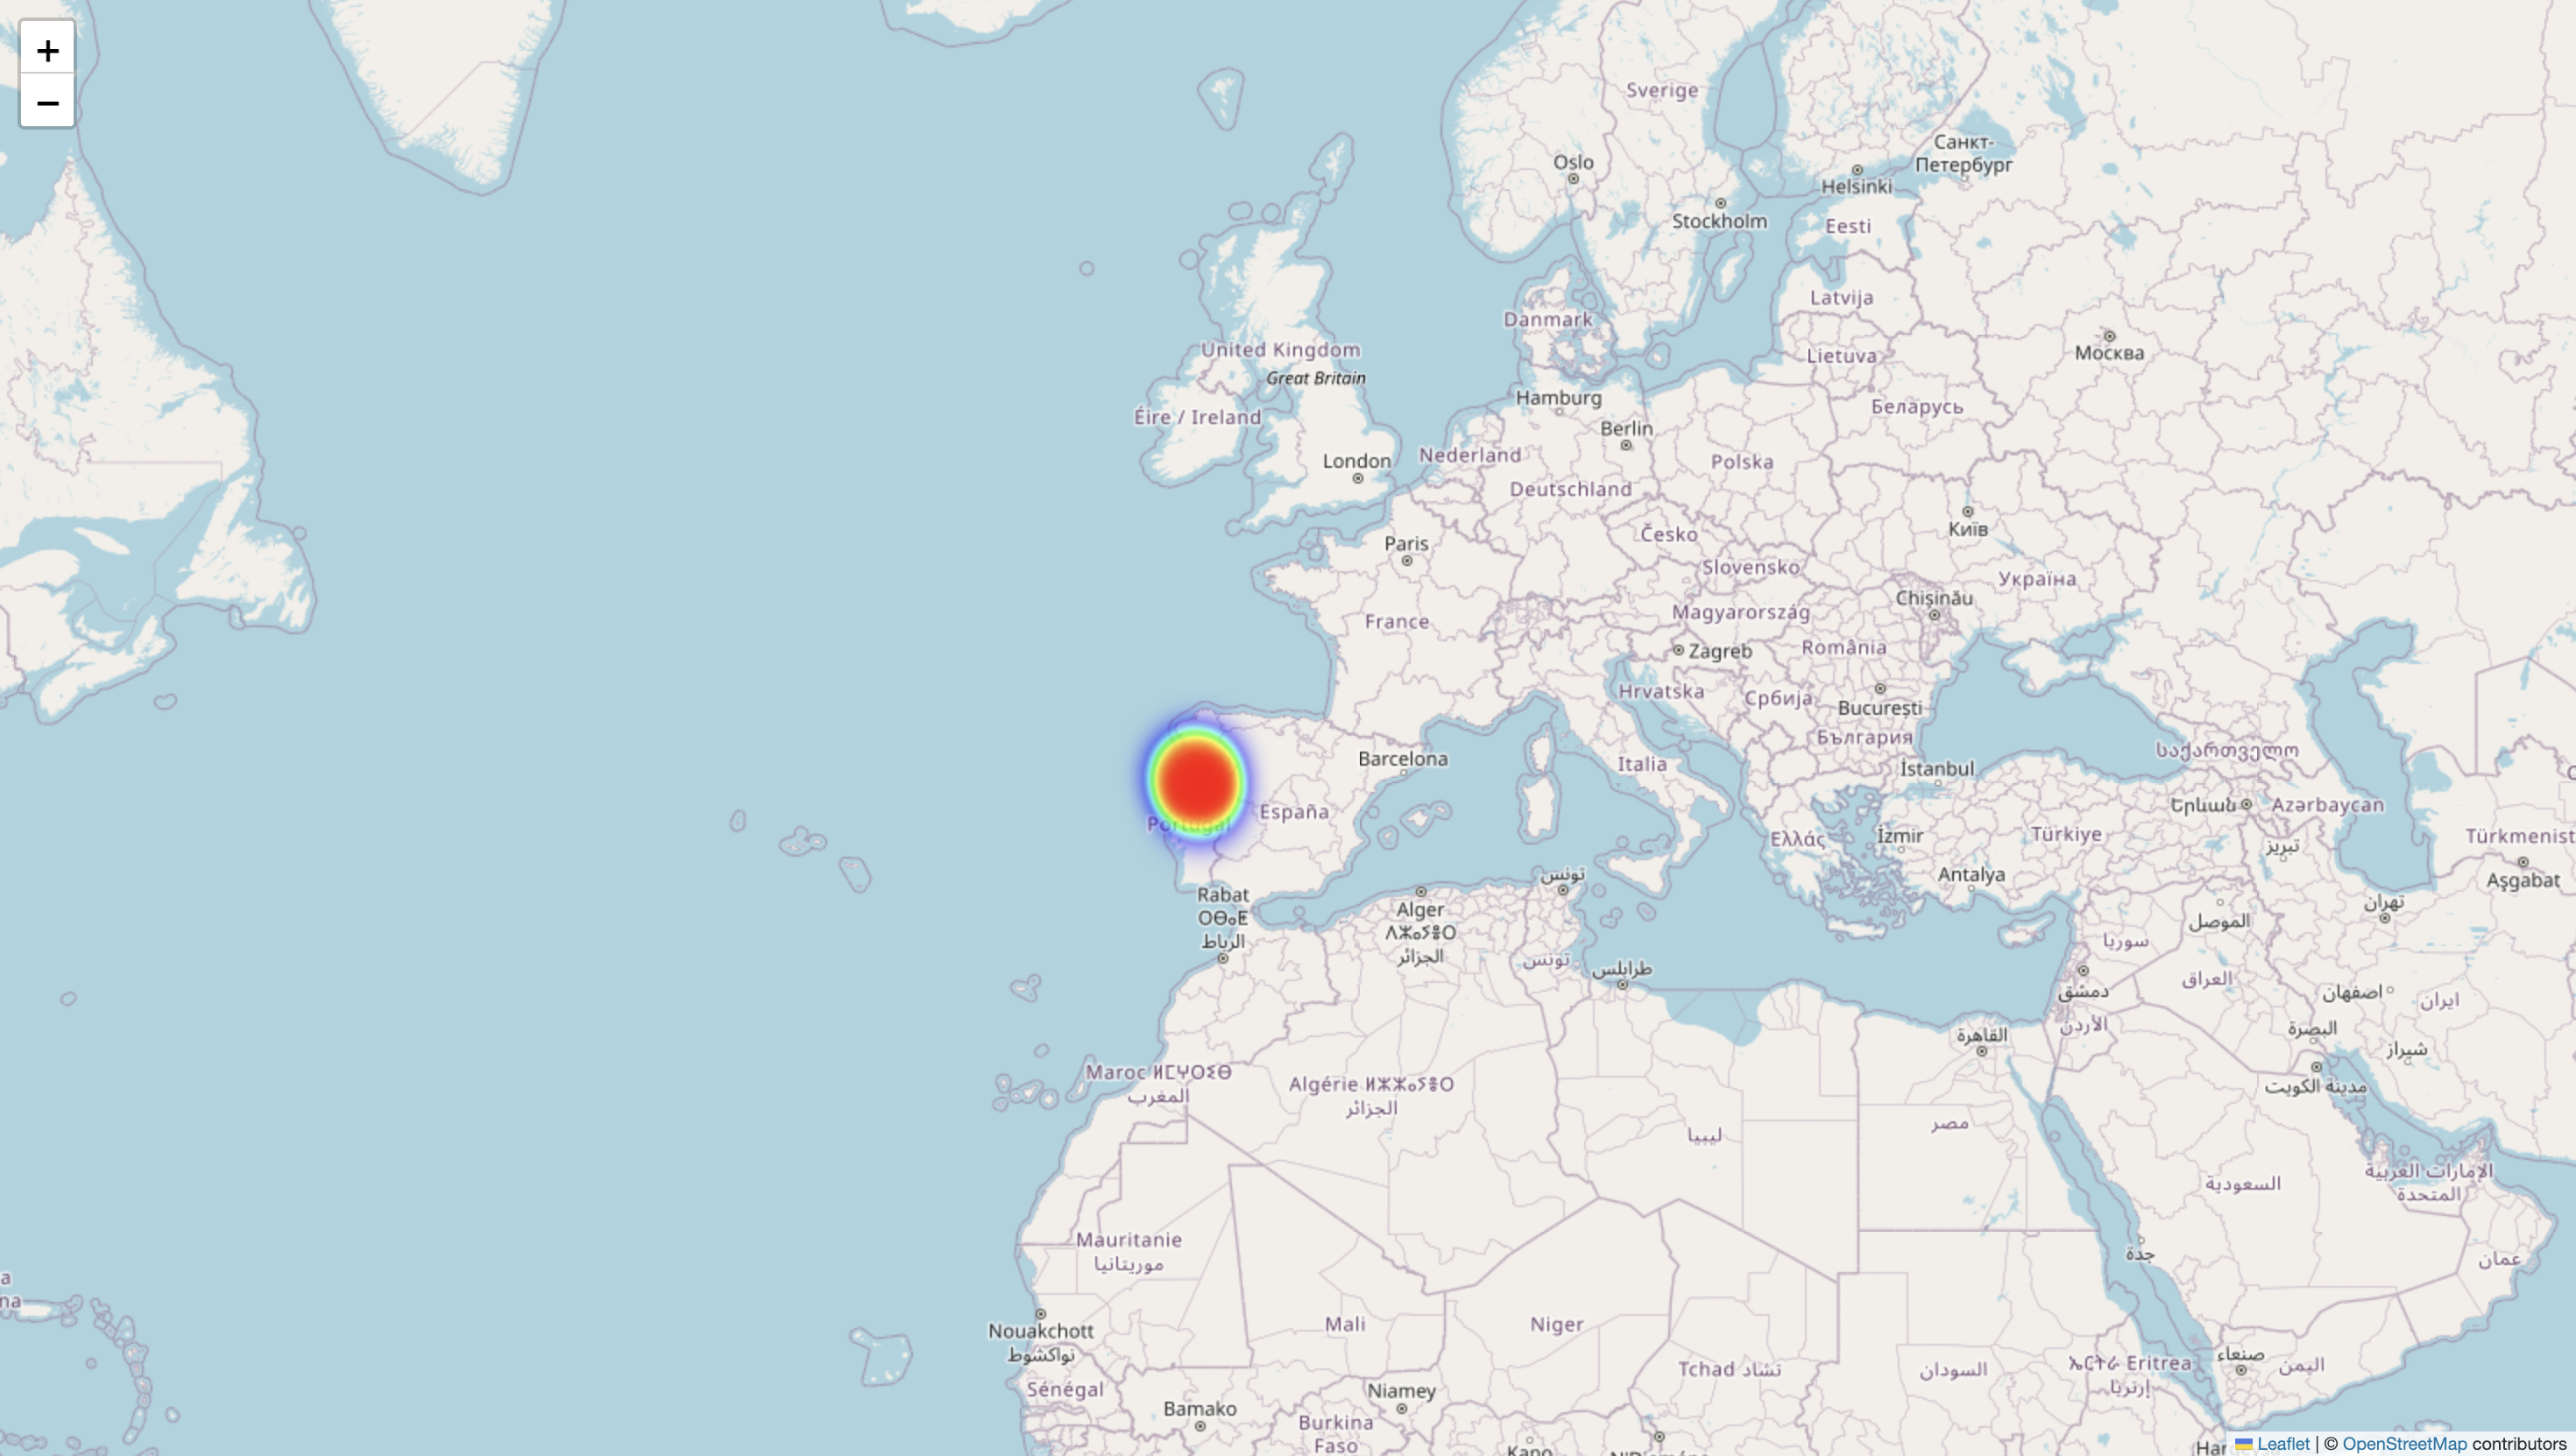 +
−
Sverige
Oslo
Санкт-
Петербург
Helsinki
Stockholm
Eesti
Latvija
Danmark
Lietuva
Москва
United Kingdom
Great Britain
Éire / Ireland
Hamburg
Беларусь
Berlin
London
Nederland
Polska
Deutschland
Київ
Česko
Paris
Slovensko
Україна
Chișinău
Magyarország
France
Zagreb
România
Hrvatska
Србија
București
България
საქართველო
Barcelona
Italia
İstanbul
Երևան
Azərbaycan
España
Portugal
Ελλάς
İzmir
Türkiye
Türkmenist
تبریز
Antalya
تونس
Aşgabat
Rabat
ⵔⴱⴰⵟ
الرباط
Alger
ⴷⵣⴰⵢⴻⵔ
الجزائر
تهران
الموصل
سوريا
تونس
طرابلس
العراق
دمشق
اصفهان
ایران
الأردن
البصرة
القاهرة
شیراز
Maroc ⵍⵎⵖⵔⵉⴱ
المغرب
Algérie ⵍⵣⵣⴰⵢⴻⵔ
الجزائر
مدينة الكويت
ليبيا
مصر
الإمارات العربية
المتحدة
السعودية
Mauritanie
موريتانيا
جدة
عمان
a
na
Nouakchott
نواكشوط
Mali
Niger
Tchad تشاد
السودان
ኤርትራ Eritrea
إرتريا
صنعاء
اليمن
Sénégal
Niamey
Bamako
Burkina
Faso
Kano
Har
Leaflet | © OpenStreetMap contributors